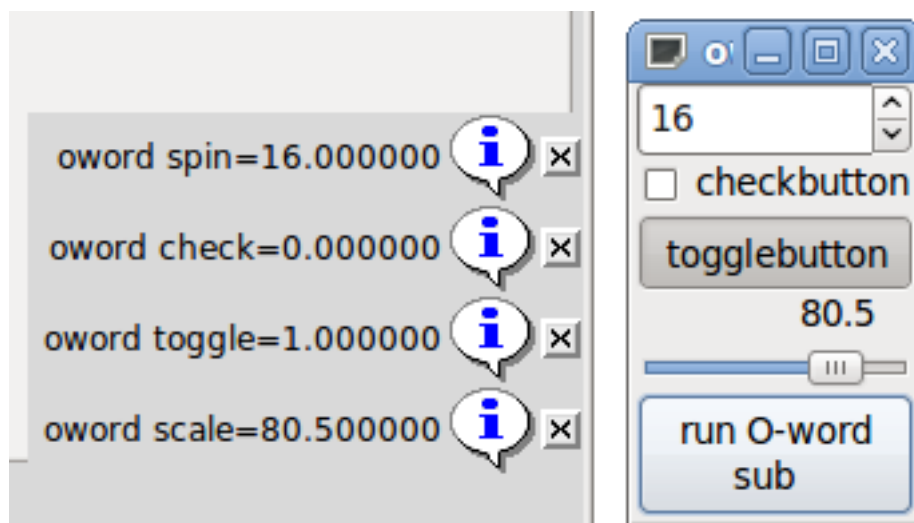 oword spin=16.000000
oword check=0.000000
oword toggle=1.000000
oword scale=80.500000
16
checkbutton
togglebutton
80.5
run O-word
sub